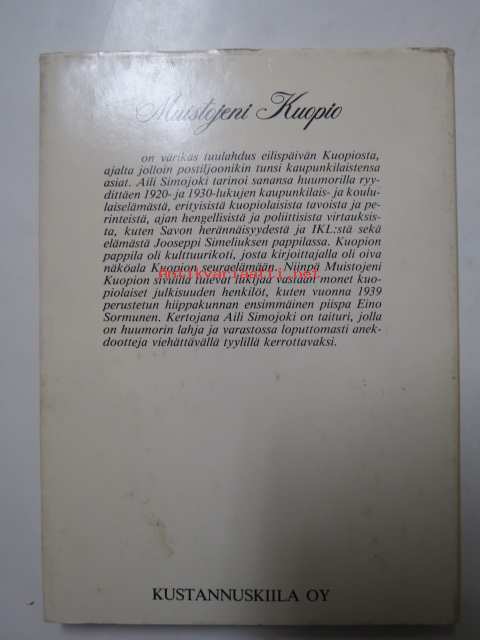 Muistojeni Kuopio
on värikäs tuulahdus eilispäivän Kuopiosta,
ajalta jolloin postiljoonikin tunsi kaupunkilaistensa
asiat. Aili Simojoki tarinoi sanansa huumorilla ryy-
dittäen 1920- ja 1930-lukujen kaupunkilais- ja koulu-
laiselämästä, erityisistä kuopiolaisista tavoista ja pe-
rinteistä, ajan hengellisistä ja poliittisista virtauksis-
ta, kuten Savon herännäisyydestä ja IKL:stä sekä
elämästä Jooseppi Simeliuksen pappilassa. Kuopion
pappila oli kulttuurikoti, josta kirjoittajalla oli oiva
näköala Kuopion seuraelämään. Niinpä Muistojeni
Antikvariaatti.net
Kuopion sivuilla tulevat lukijaa vastaan monet kuo-
piolaiset julkisuuden henkilöt, kuten vuonna 1939
perustetun hiippakunnan ensimmäinen piispa Eino
Sormunen. Kertojana Aili Simojoki on taituri, jolla
on huumorin lahja ja varastossa loputtomasti anek-
dootteja viehättävällä tyylillä kerrottavaksi.
KUSTANNUSKIILA OY